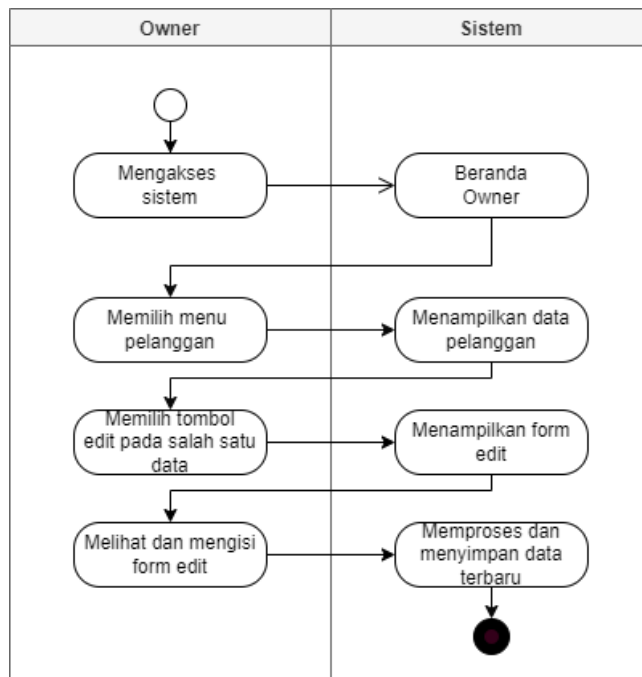 Owner
Sistem
Mengakses
sistem
Beranda
Owner
Memilih menu
pelanggan
Menampilkan data
pelanggan
Memilih tombol
edit pada salah satu
data
Menampilkan form
edit
Melihat dan mengisi
form edit
Memproses dan
menyimpan data
terbaru